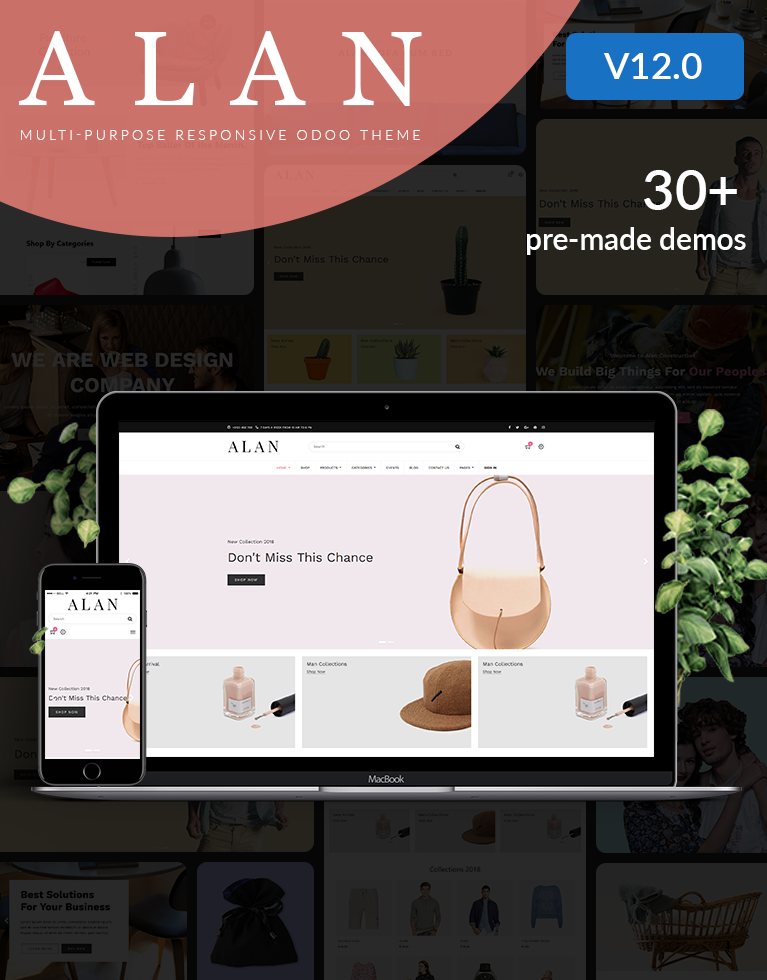 ALAN
MULTI-PURPOSE RESPONSIVE ODOO THEME
V12.0
30+
pre-made demos
Don't Miss This Chance
Shop By Categories
Don't Miss This Cha
WE ARE WEB DESIGN
COMPANY
We Build Big Things For Our Peoples
ALAN
Search
HOME
SHOP
PRODUCTS
CATEGORIES
EVENTS
BLOG
CONTACT US
PAGES
SIGN IN
New Collection 2018
Don't Miss This Chance
SHOP NOW
Man Collections
Shop Now
Man Collections
Shop Now
MacBook
ALAN
Search
New Collection 2018
Don't Miss This Chance
SHOP NOW
Collections 2018
Best Solutions
For Your Business